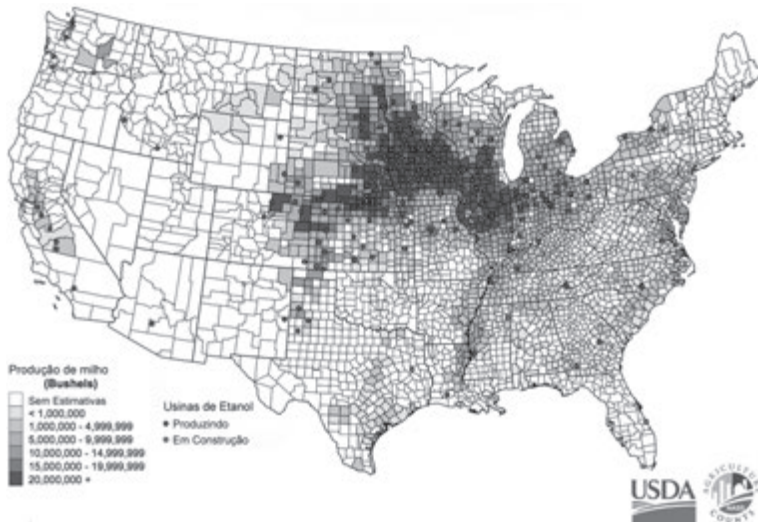 Produção de milho
(Bushels)
Sem Estimativas
< 1,000,000
1,000,000 - 4,999,999
5,000,000 - 9,999,999
10,000,000 - 14,999,999
15,000,000 - 19,999,999
20,000,000 +
Usinas de Etanol
Produzindo
Em Construção
USDA
AGRICULTURE
COUNTS